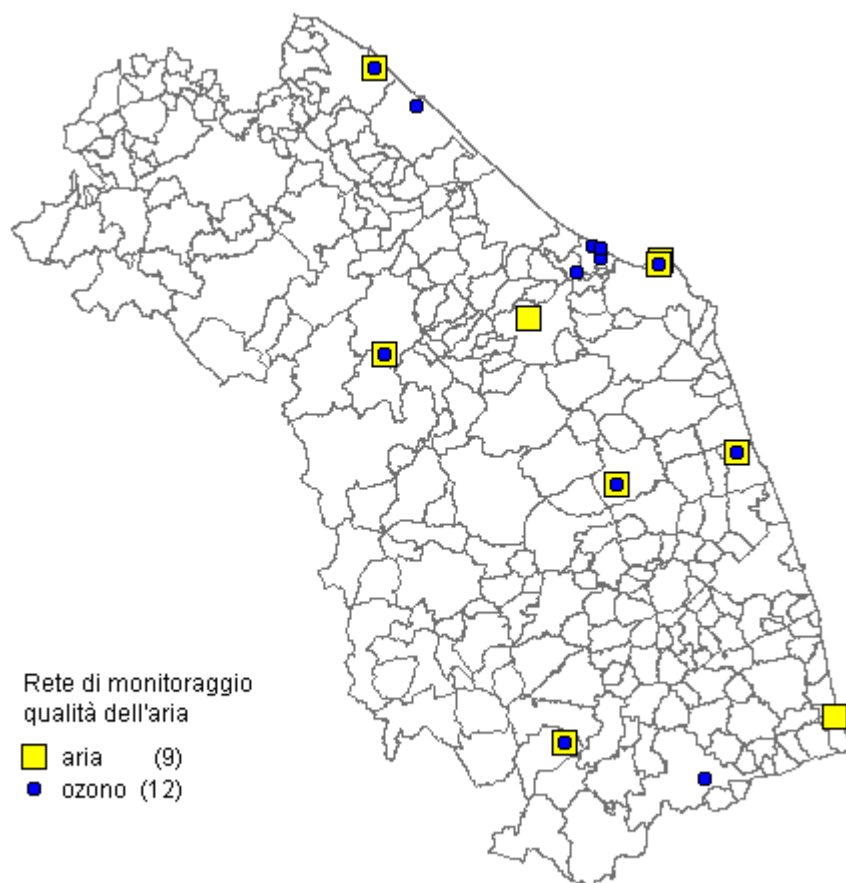 Rete di monitoraggio
qualità dell'aria
aria (9)
ozono (12)